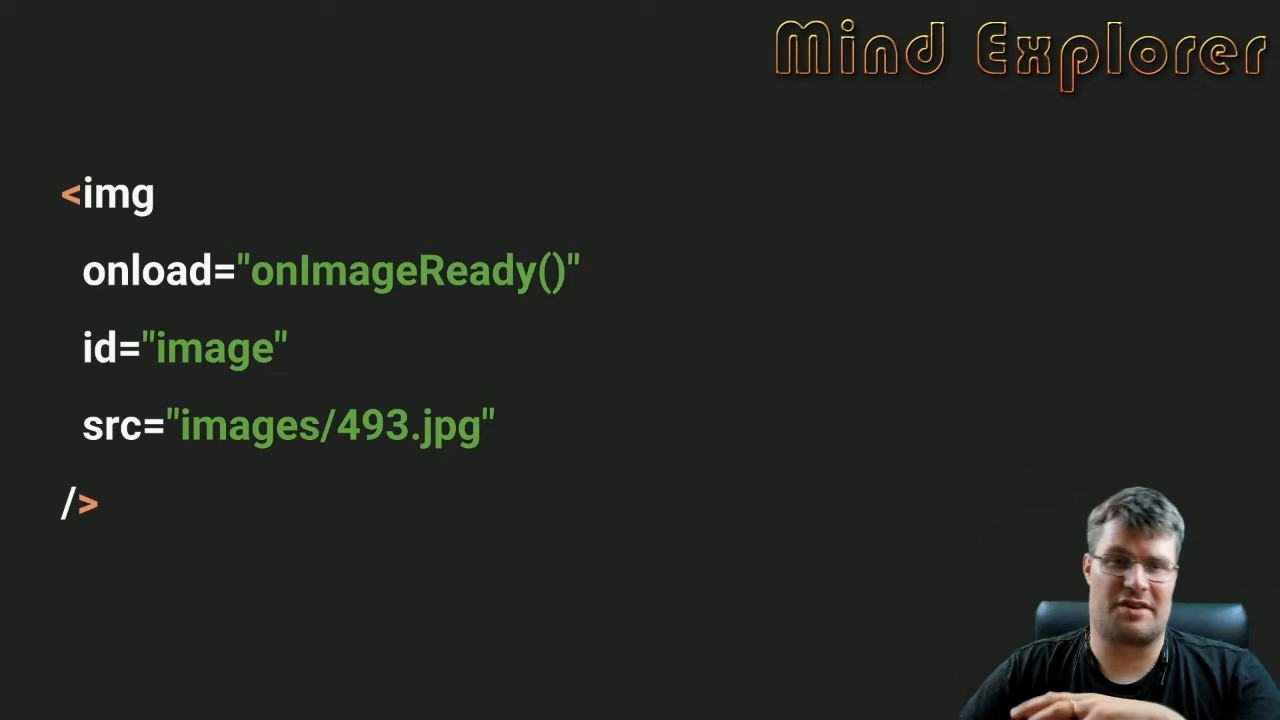 Mind Explorer
<img
onload="onImageReady()"
id="image"
src="images/493.jpg"
/>